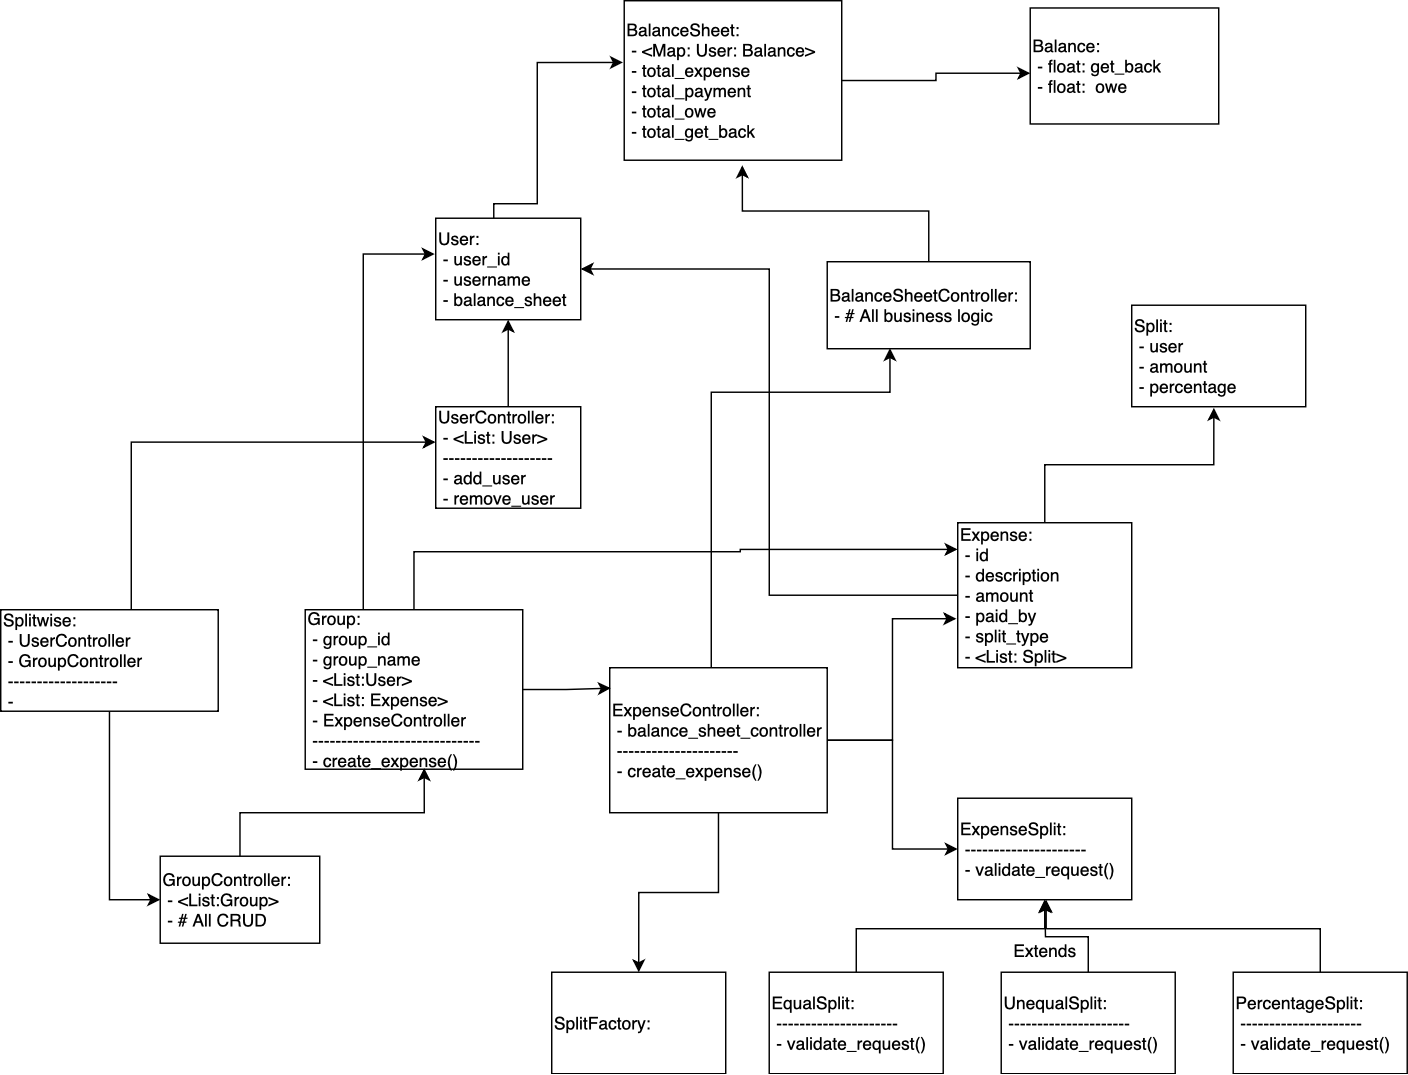 BalanceSheet:
- <Map: User: Balance>
- total_expense
- total_payment
- total_owe
- total_get_back
Balance:
- float: get_back
- float:  owe
User:
- user_id
- username
- balance_sheet
BalanceSheetController:
- # All business logic
Split:
- user
- amount
- percentage
UserController:
- <List: User>
-------------------
- add_user
- remove_user
Expense:
- id
- description
- amount
- paid_by
- split_type
- <List: Split>
Splitwise:
- UserController
- GroupController
-------------------
-
Group:
- group_id
- group_name
- <List:User>
- <List: Expense>
- ExpenseController
-----------------------------
- create_expense()
ExpenseController:
- balance_sheet_controller
---------------------
- create_expense()
ExpenseSplit:
---------------------
- validate_request()
GroupController:
- <List:Group>
- # All CRUD
Extends
SplitFactory:
EqualSplit:
---------------------
- validate_request()
UnequalSplit:
---------------------
- validate_request()
PercentageSplit:
---------------------
- validate_request()